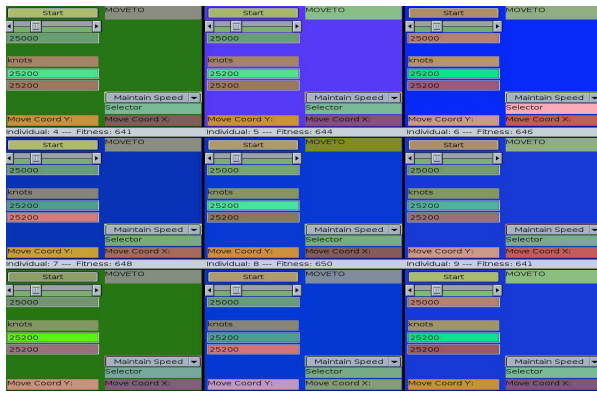 Start MOVETO Start MOVETO Start MOVETO
25000 25000 25000
knots knots knots
25200 25200 25200
25200 25200 25200
Maintain Speed Maintain Speed Maintain Speed
Selector Selector Selector
Move Coord Y: Move Coord X: Move Coord Y: Move Coord X: Move Coord Y: Move Coord X:
Individual: 4 --- Fitness: 641 Individual: 5 --- Fitness: 644 Individual: 6 --- Fitness: 646
Start MOVETO Start MOVETO Start MOVETO
25000 25000 25000
knots knots knots
25200 25200 25200
25200 25200 25200
Maintain Speed Maintain Speed Maintain Speed
Selector Selector Selector
Move Coord Y: Move Coord X: Move Coord Y: Move Coord X: Move Coord Y: Move Coord X:
Individual: 7 --- Fitness: 648 Individual: 8 --- Fitness: 650 Individual: 9 --- Fitness: 641
Start MOVETO Start MOVETO Start MOVETO
25000 25000 25000
knots knots knots
25200 25200 25200
25200 25200 25200
Maintain Speed Maintain Speed Maintain Speed
Selector Selector Selector
Move Coord Y: Move Coord X: Move Coord Y: Move Coord X: Move Coord Y: Move Coord X: